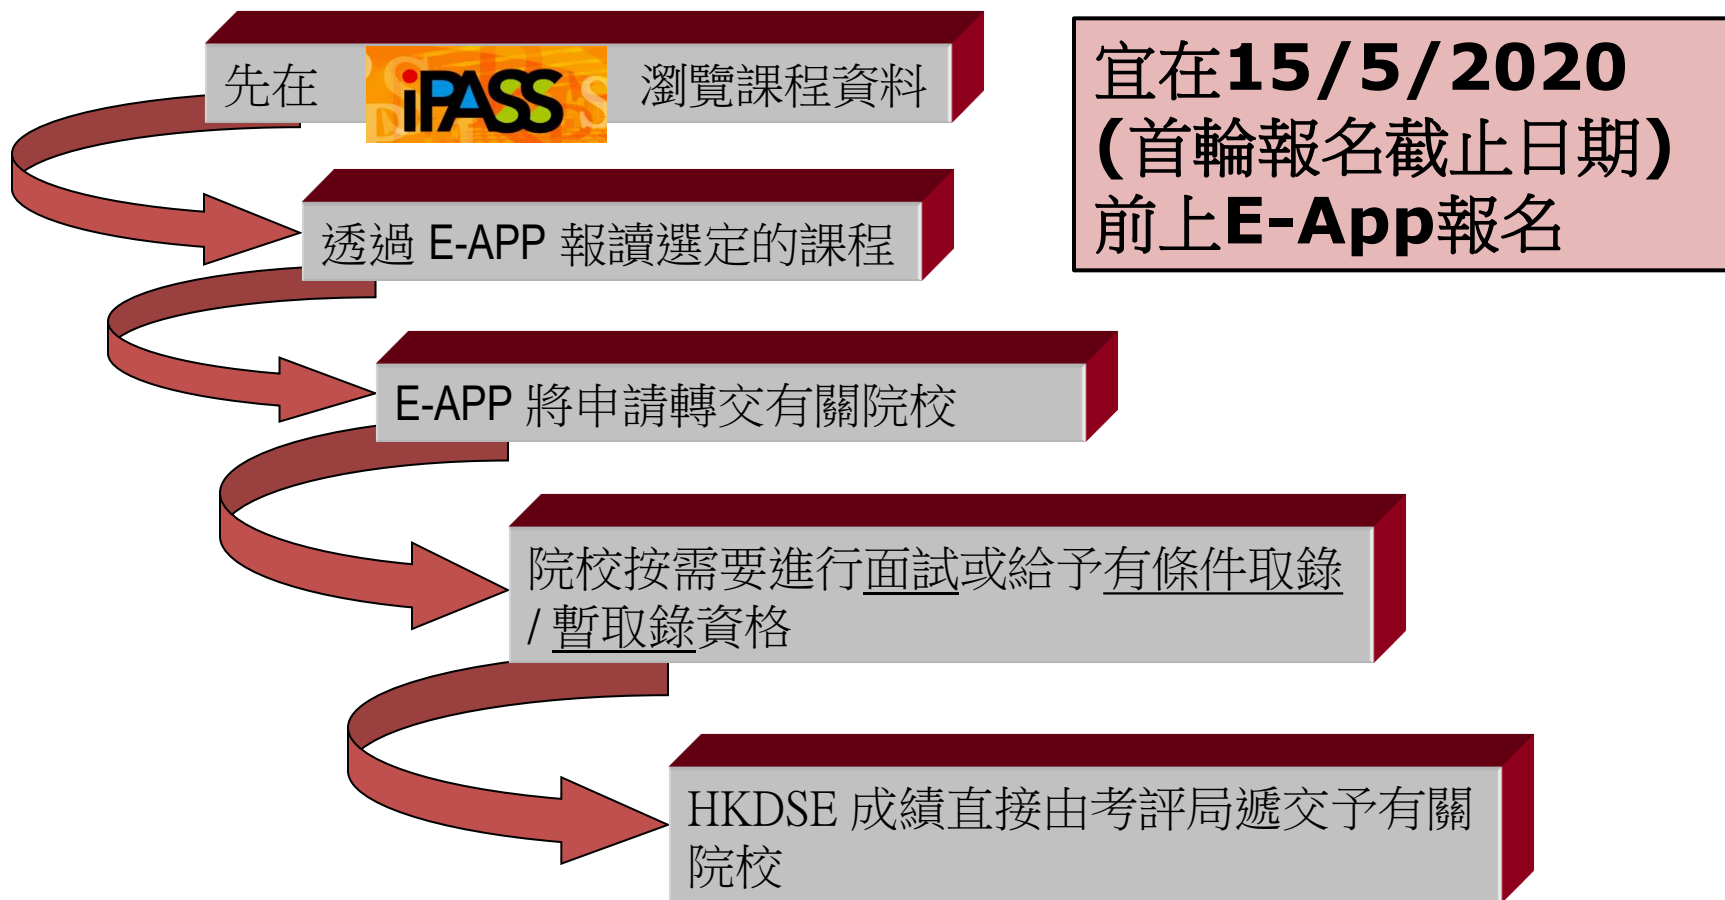 先在 iPASS 瀏覽課程資料
宜在15/5/2020
(首輪報名截止日期)
前上E-App報名
透過 E-APP 報讀選定的課程
E-APP 將申請轉交有關院校
院校按需要進行面試或給予有條件取錄
/ 暫取錄資格
HKDSE 成績直接由考評局遞交予有關
院校